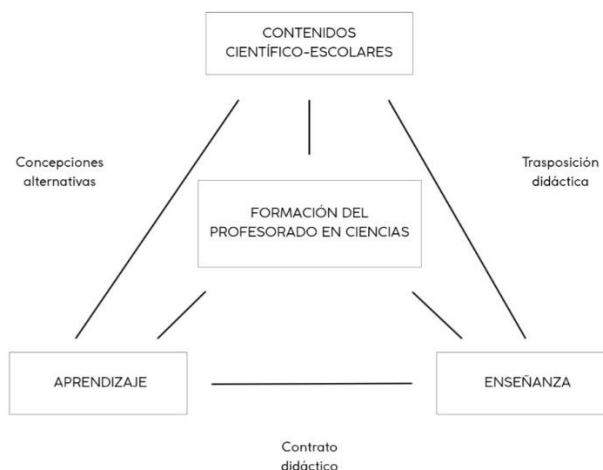 CONTENIDOS
CIENTÍFICO-ESCOLARES
Concepciones
alternativas
Trasposición
didáctica
FORMACIÓN DEL
PROFESORADO EN CIENCIAS
APRENDIZAJE
ENSEÑANZA
Contrato
didáctico